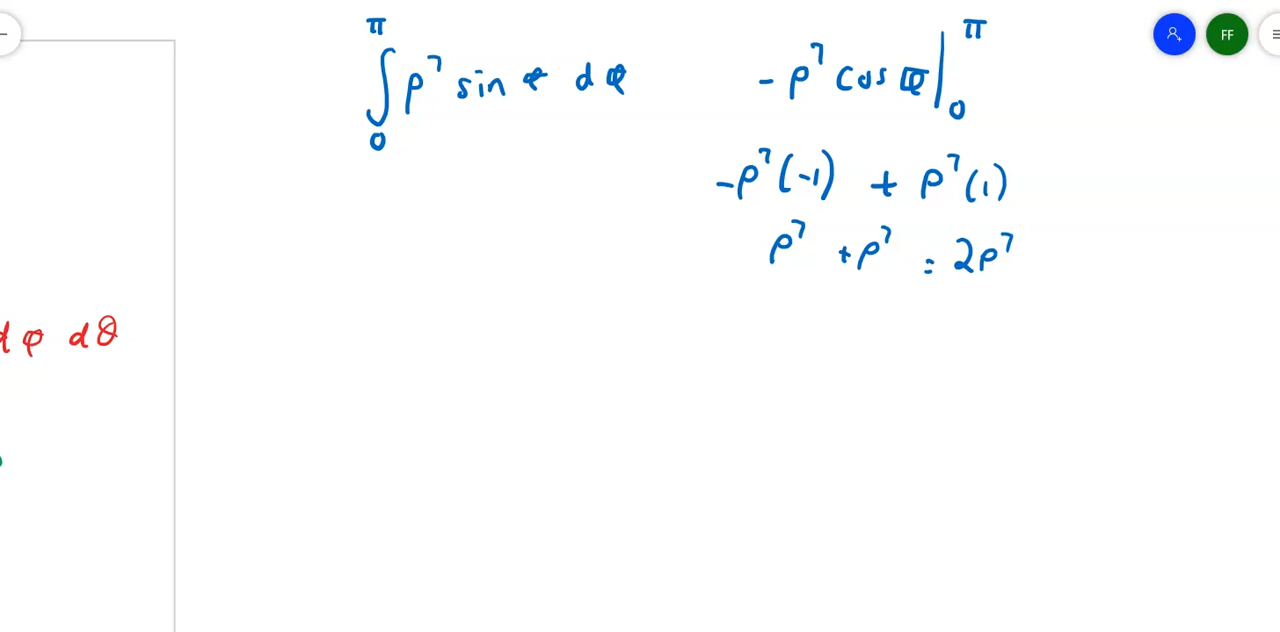 FF
∫₀^π ρ⁷ sin φ dφ    -ρ⁷ cos φ |₀^π
-ρ⁷(-1) + ρ⁷(1)
ρ⁷ + ρ⁷ = 2ρ⁷
dφ dθ